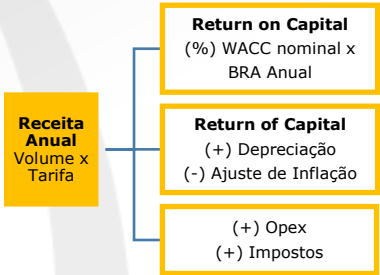 Return on Capital
(%) WACC nominal x
BRA Anual
Receita
Anual
Volume x
Tarifa
Return of Capital
(+) Depreciação
(-) Ajuste de Inflação
(+) Opex
(+) Impostos